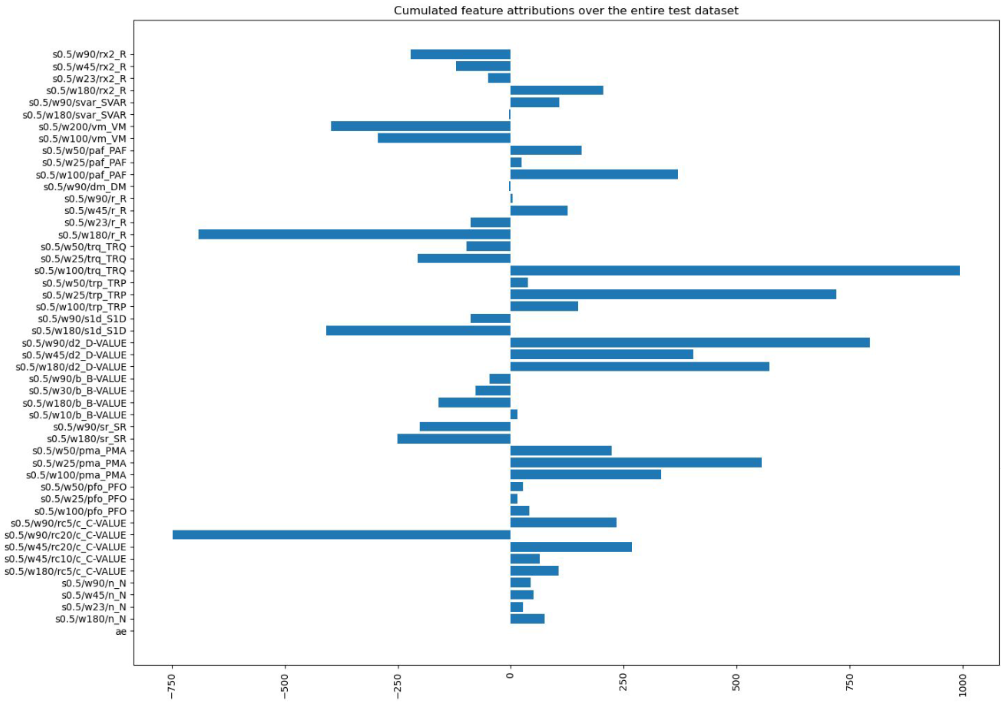 Cumulated feature attributions over the entire test dataset
s0.5/w90/rx2_R
s0.5/w45/rx2_R
s0.5/w23/rx2_R
s0.5/w180/rx2_R
s0.5/w90/svar_SVAR
s0.5/w180/svar_SVAR
s0.5/w200/vm_VM
s0.5/w100/vm_VM
s0.5/w50/paf_PAF
s0.5/w25/paf_PAF
s0.5/w100/paf_PAF
s0.5/w90/dm_DM
s0.5/w90/r_R
s0.5/w45/r_R
s0.5/w23/r_R
s0.5/w180/r_R
s0.5/w50/trq_TRQ
s0.5/w25/trq_TRQ
s0.5/w100/trq_TRQ
s0.5/w50/trp_TRP
s0.5/w25/trp_TRP
s0.5/w100/trp_TRP
s0.5/w90/s1d_S1D
s0.5/w180/s1d_S1D
s0.5/w90/d2_D-VALUE
s0.5/w45/d2_D-VALUE
s0.5/w180/d2_D-VALUE
s0.5/w90/b_B-VALUE
s0.5/w30/b_B-VALUE
s0.5/w180/b_B-VALUE
s0.5/w10/b_B-VALUE
s0.5/w90/sr_SR
s0.5/w180/sr_SR
s0.5/w50/pma_PMA
s0.5/w25/pma_PMA
s0.5/w100/pma_PMA
s0.5/w50/pfo_PFO
s0.5/w25/pfo_PFO
s0.5/w100/pfo_PFO
s0.5/w90/rc5/c_C-VALUE
s0.5/w90/rc20/c_C-VALUE
s0.5/w45/rc20/c_C-VALUE
s0.5/w45/rc10/c_C-VALUE
s0.5/w180/rc5/c_C-VALUE
s0.5/w90/n_N
s0.5/w45/n_N
s0.5/w23/n_N
s0.5/w180/n_N
ae
−750
−500
−250
0
250
500
750
1000